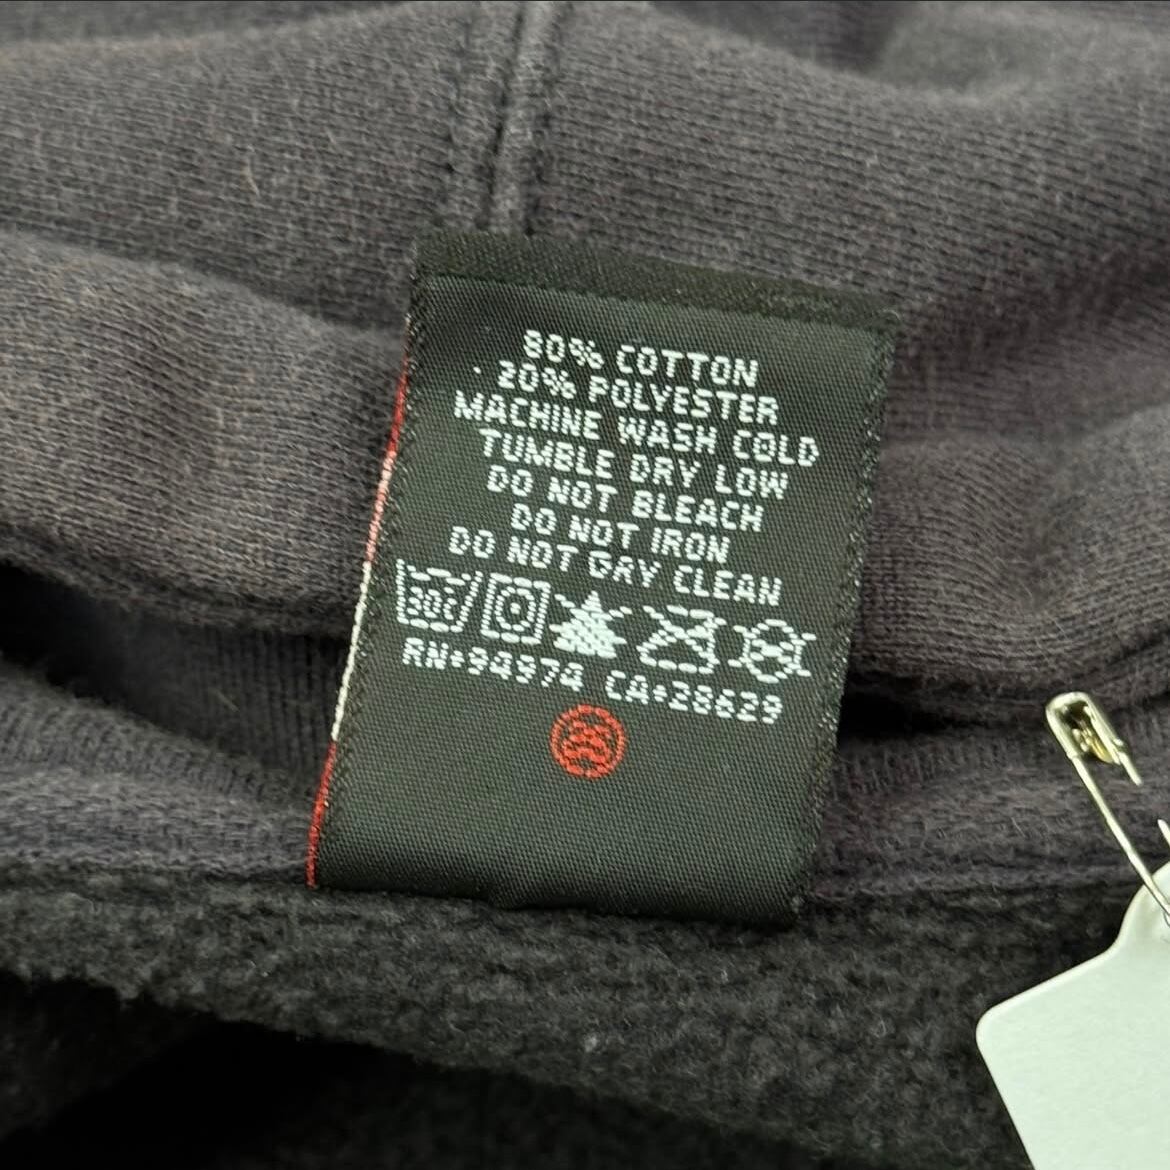 80% COTTON
20% POLYESTER
MACHINE WASH COLD
TUMBLE DRY LOW
DO NOT BLEACH
DO NOT IRON
DO NOT GAY CLEAN
30c
RN*94974 CA*28629